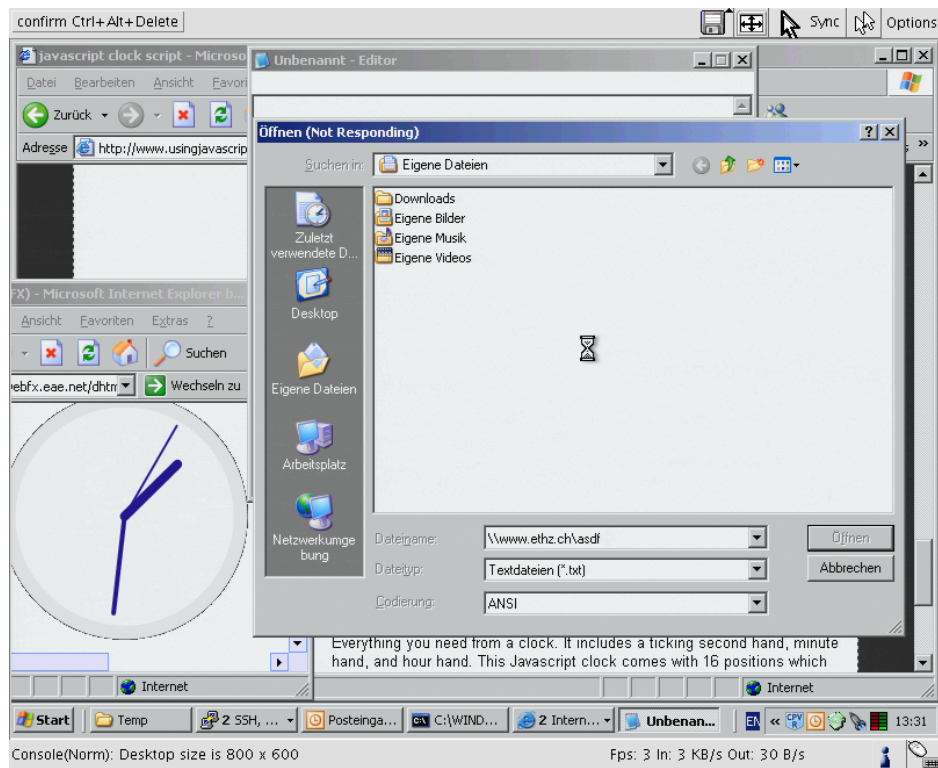 confirm Ctrl+Alt+Delete
Sync
Options
javascript clock script - Microso
Unbenannt - Editor
Datei Bearbeiten Ansicht Favori
Zurück
Adresse http://www.usingjavascrip
»
Öffnen (Not Responding)
Suchen in: Eigene Dateien
Zuletzt
verwendete D...
Desktop
Eigene Dateien
Arbeitsplatz
Netzwerkumge
bung
Downloads
Eigene Bilder
Eigene Musik
Eigene Videos
Dateiname: \\www.ethz.ch\asdf
Öffnen
Dateityp: Textdateien (*.txt)
Abbrechen
Codierung: ANSI
FX) - Microsoft Internet Explorer b...
Ansicht Favoriten Extras ?
Suchen
ebfx.eae.net/dhtm
Wechseln zu
Everything you need from a clock. It includes a ticking second hand, minute
hand, and hour hand. This Javascript clock comes with 16 positions which
Internet
Internet
Start
Temp
2 SSH, ...
Posteinga...
C:\WIND...
2 Intern...
Unbenan...
EN
«
CPU
R
13:31
Console(Norm): Desktop size is 800 x 600
Fps: 3 In: 3 KB/s Out: 30 B/s